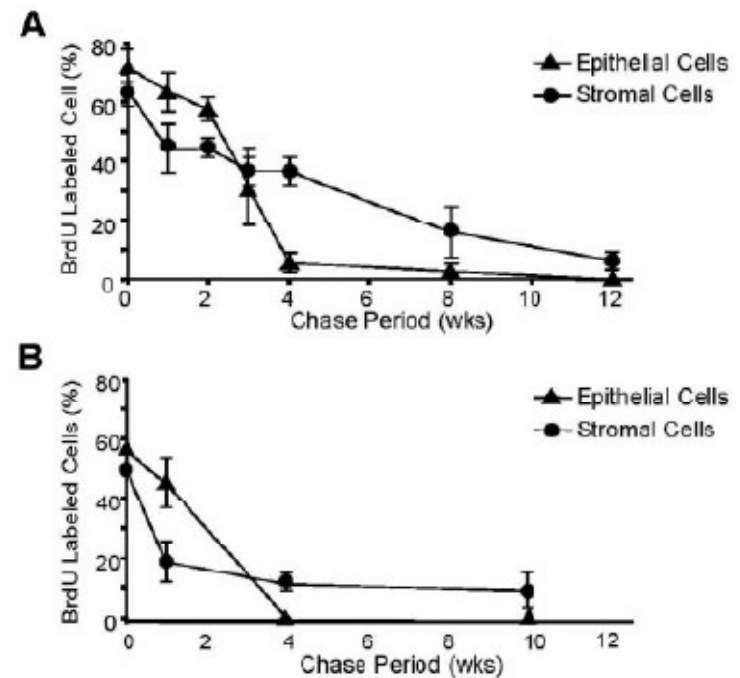 A
80
60
40
20
0
BrdU Labeled Cell (%)
Epithelial Cells
Stromal Cells
0 2 4 6 8 10 12
Chase Period (wks)
B
80
60
40
20
0
BrdU Labeled Cells (%)
Epithelial Cells
Stromal Cells
0 2 4 6 8 10 12
Chase Period (wks)